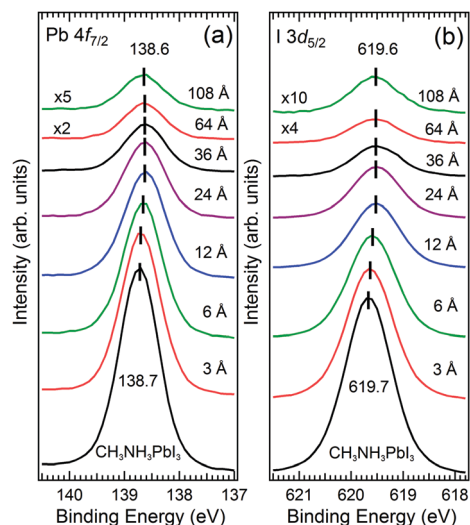 Pb 4f7/2
138.6
(a)
x5
108 Å
x2
64 Å
36 Å
24 Å
12 Å
6 Å
3 Å
138.7
CH3NH3PbI3
140
139
138
137
Binding Energy (eV)
Intensity (arb. units)
I 3d5/2
619.6
(b)
x10
108 Å
x4
64 Å
36 Å
24 Å
12 Å
6 Å
3 Å
619.7
CH3NH3PbI3
621
620
619
618
Binding Energy (eV)
Intensity (arb. units)